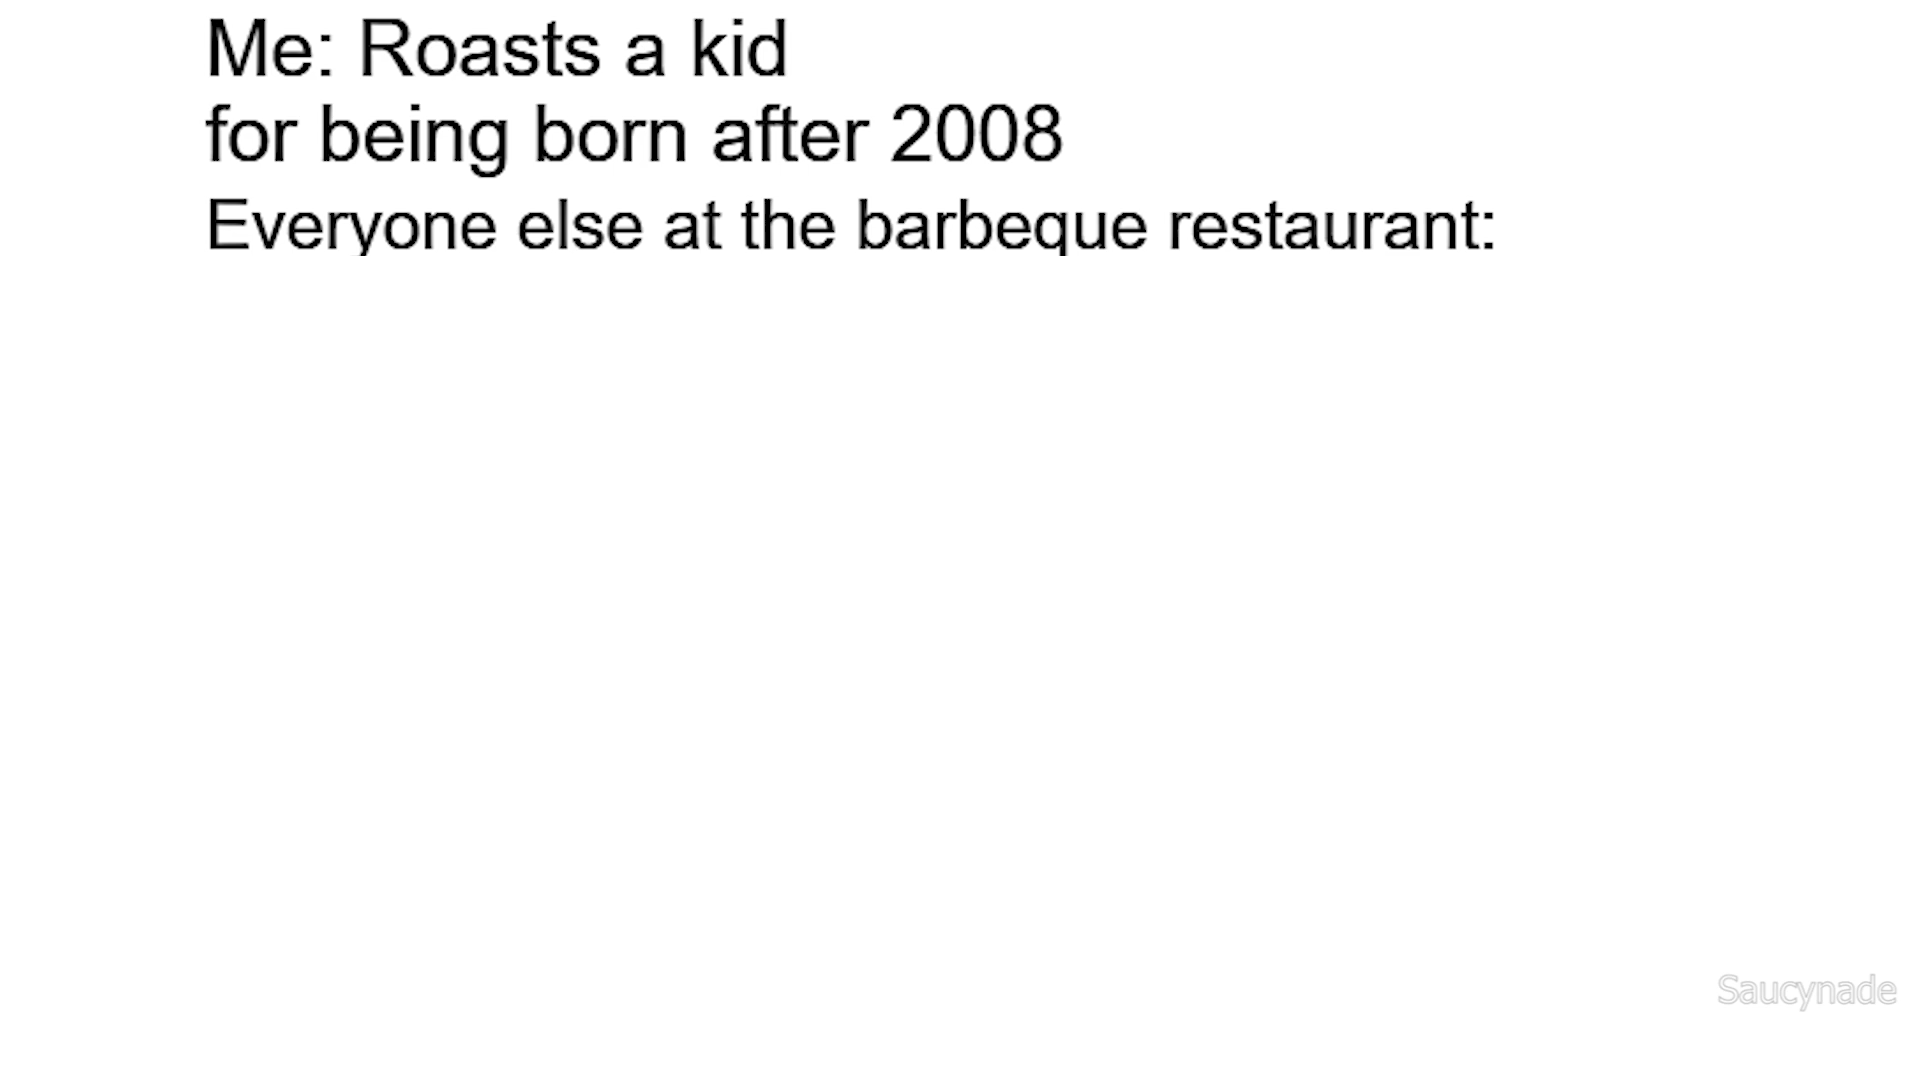 Me: Roasts a kid
for being born after 2008
Everyone else at the barbeque restaurant:
Saucynade